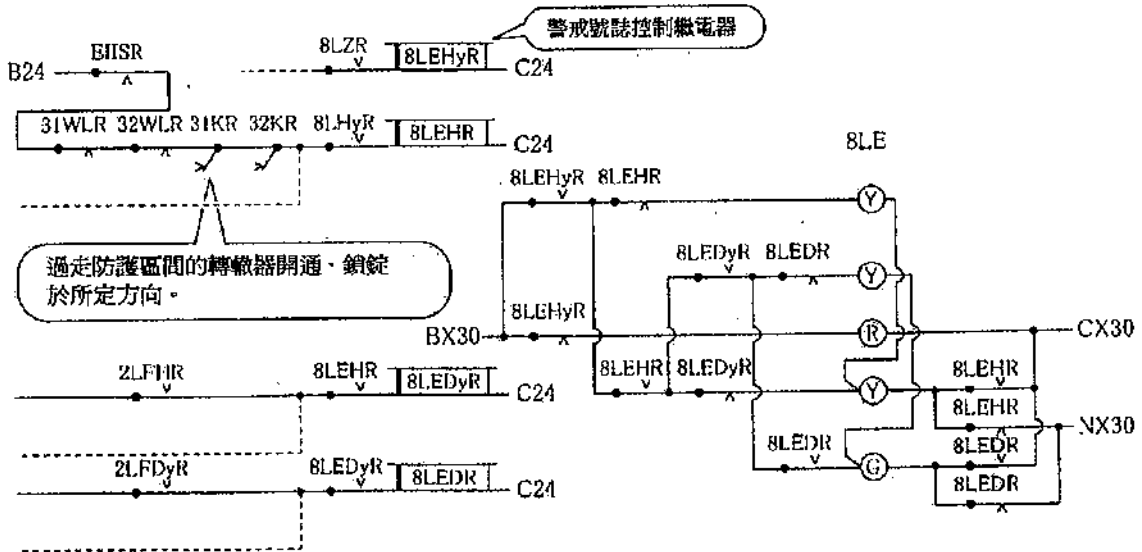 警戒號誌控制繼電器
EHSR
B24
8LZR
8LEHyR
C24
31WLR 32WLR 31KR 32KR 8LHyR
8LEHR
C24
過走防護區間的轉轍器開通、鎖錠
於所定方向。
8LE
8LEHyR 8LEHR
Y
8LEDyR 8LEDR
Y
8LEHyR
BX30
R
CX30
8LEHR 8LEDyR
Y
8LEHR
8LEHR
NX30
8LEDR
G
8LEDR
8LEDR
2LFHR
8LEHR
8LEDyR
C24
2LFDyR
8LEDyR
8LEDR
C24